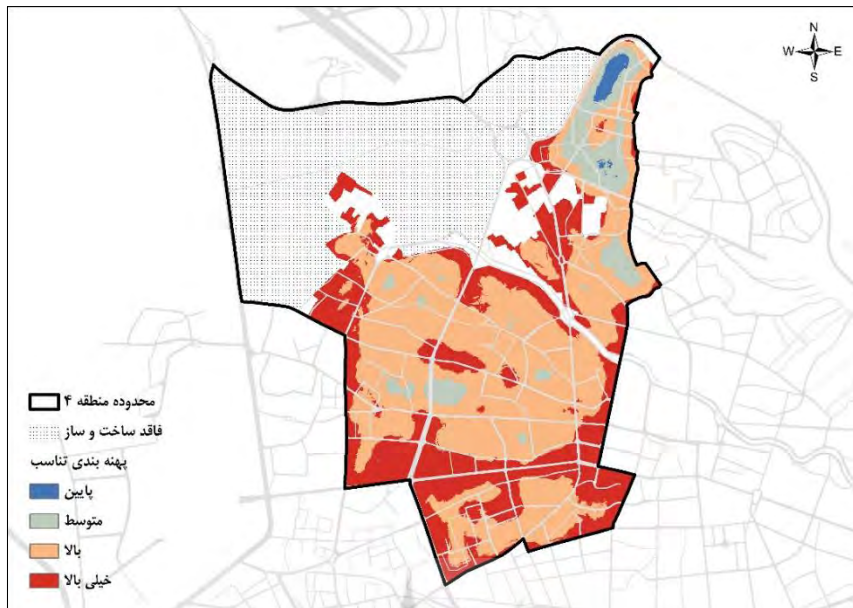 N
W E
S
محدوده منطقه ۴
فاقد ساخت و ساز
پهنه بندی تناسب
پایین
متوسط
بالا
خیلی بالا